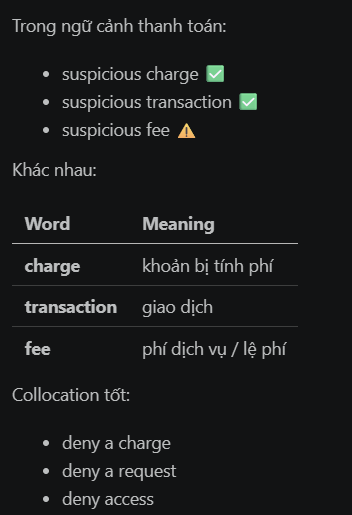 Trong ngữ cảnh thanh toán:
• suspicious charge ✅
• suspicious transaction ✅
• suspicious fee ⚠️
Khác nhau:
Word Meaning
charge khoản bị tính phí
transaction giao dịch
fee phí dịch vụ / lệ phí
Collocation tốt:
• deny a charge
• deny a request
• deny access